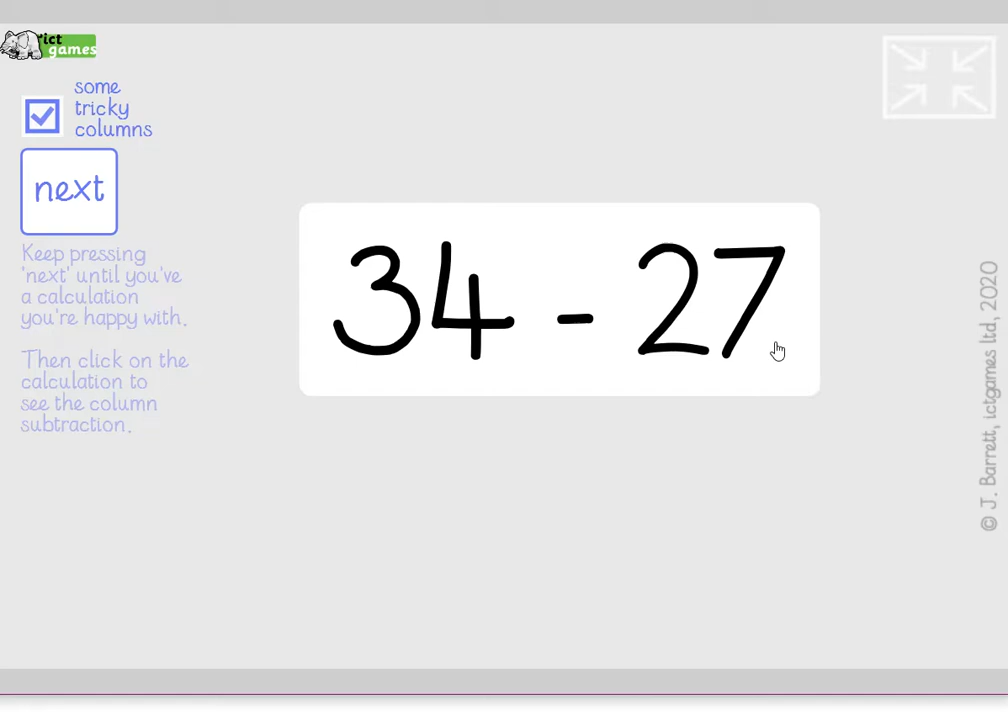 ict
games
some
tricky
columns
next
Keep pressing
'next' until you've
a calculation
you're happy with.
Then click on the
calculation to
see the column
subtraction.
34 - 27
© J. Barrett, ictgames ltd, 2020